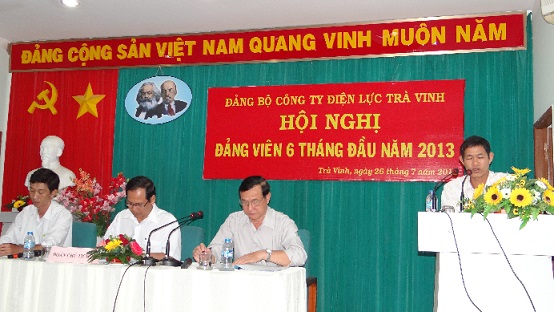 ĐẢNG CỘNG SẢN VIỆT NAM QUANG VINH MUÔN NĂM
ĐẢNG BỘ CÔNG TY ĐIỆN LỰC TRÀ VINH
HỘI NGHỊ
ĐẢNG VIÊN 6 THÁNG ĐẦU NĂM 2013
Trà Vinh, ngày 26 tháng 7 năm